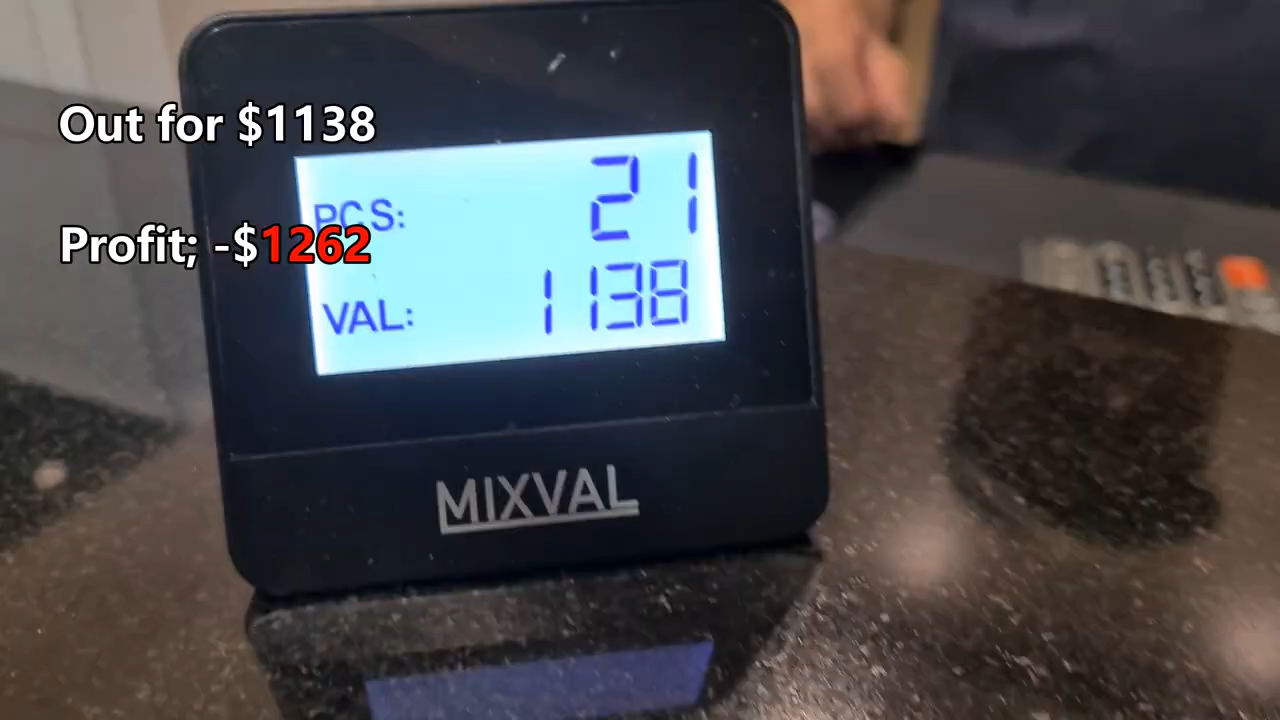 Out for $1138
Profit; -$1262
PCS: 21
VAL: 1138
MIXVAL